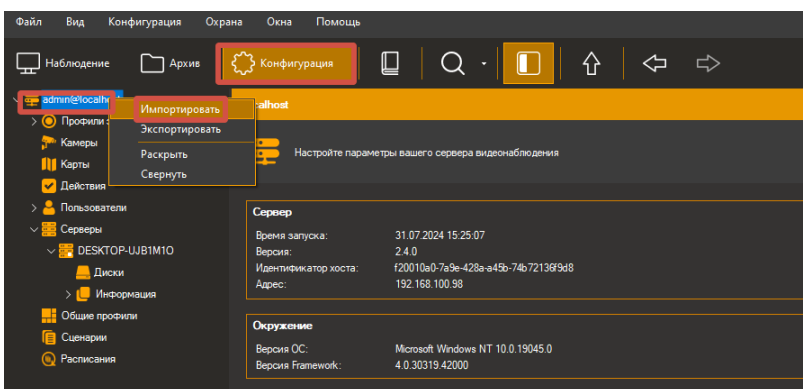 Файл Вид Конфигурация Охрана Окна Помощь
Наблюдение Архив Конфигурация
admin@localh
Импортировать
Экспортировать
Раскрыть
Свернуть
alhost
Профили
Камеры
Карты
Действия
Пользователи
Серверы
DESKTOP-UJB1M1O
Диски
Информация
Общие профили
Сценарии
Расписания
Настройте параметры вашего сервера видеонаблюдения
Сервер
Время запуска: 31.07.2024 15:25:07
Версия: 2.4.0
Идентификатор хоста: f20010a0-7a9e-428a-a45b-74b72136f9d8
Адрес: 192.168.100.98
Окружение
Версия ОС: Microsoft Windows NT 10.0.19045.0
Версия Framework: 4.0.30319.42000